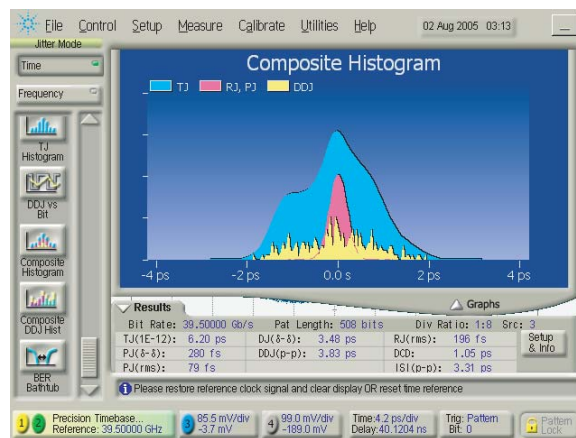 File Control Setup Measure Calibrate Utilities Help 02 Aug 2005 03:13
Jitter Mode
Time
Frequency
TJ Histogram
DDJ vs Bit
Composite Histogram
Composite DDJ Hist
BER Bathtub
Composite Histogram
TJ RJ, PJ DDJ
-4 ps -2 ps 0.0 s 2 ps 4 ps
Results Graphs
Bit Rate: 39.50000 Gb/s Pat Length: 508 bits Div Ratio: 1:8 Src: 3
TJ(1E-12): 6.20 ps DJ(δ-δ): 3.48 ps RJ(rms): 196 fs
PJ(δ-δ): 280 fs DDJ(p-p): 3.83 ps DCD: 1.05 ps
PJ(rms): 79 fs ISI(p-p): 3.31 ps
Setup & Info
Please restore reference clock signal and clear display OR reset time reference
1 2 Precision Timebase...
Reference: 39.50000 GHz
3 85.5 mV/div
-3.7 mV
4 99.0 mV/div
-189.0 mV
Time:4.2 ps/div
Delay:40.1204 ns
Trig: Pattern
Bit: 0
Pattern Lock